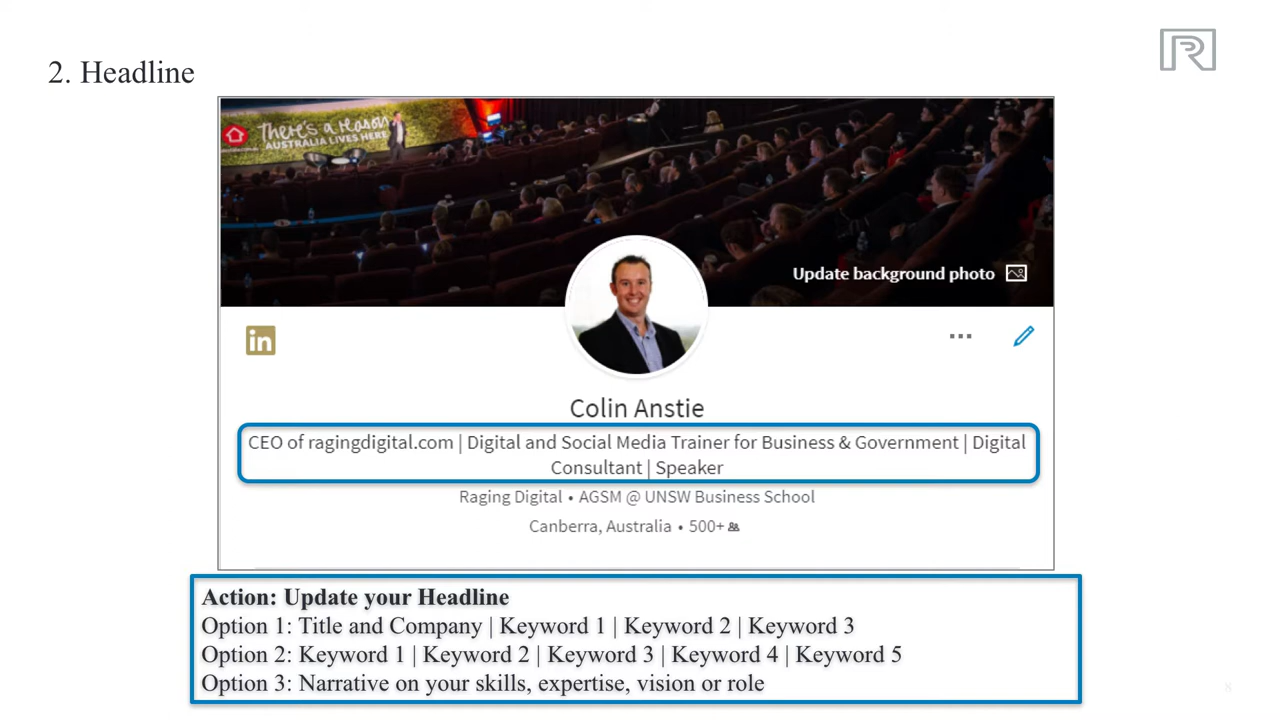 2. Headline
There's a reason
AUSTRALIA LIVES HERE
Update background photo
in
Colin Anstie
CEO of ragingdigital.com | Digital and Social Media Trainer for Business & Government | Digital
Consultant | Speaker
Raging Digital • AGSM @ UNSW Business School
Canberra, Australia • 500+
Action: Update your Headline
Option 1: Title and Company | Keyword 1 | Keyword 2 | Keyword 3
Option 2: Keyword 1 | Keyword 2 | Keyword 3 | Keyword 4 | Keyword 5
Option 3: Narrative on your skills, expertise, vision or role
8